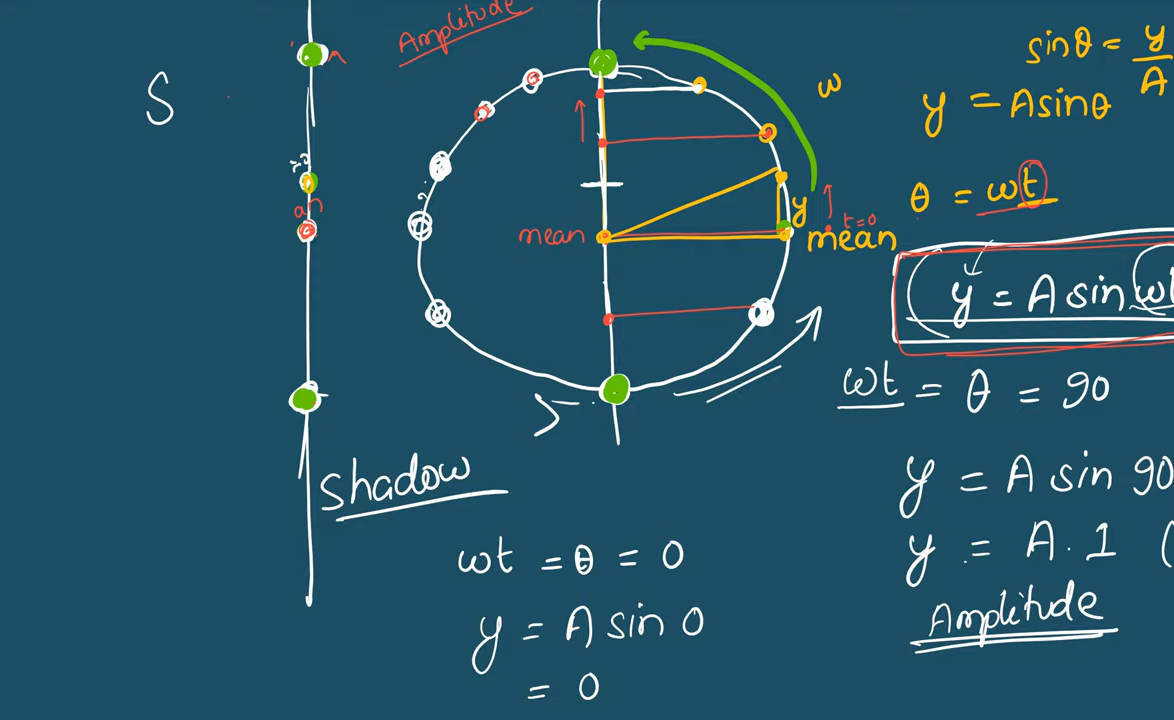 Amplitude
A
S
an
mean
ω
y
t=0
mean
sinθ = y/A
y = Asinθ
θ = ωt
y = A sin ωt
ωt = θ = 90
y = A sin 90
y = A . 1 (
Amplitude
Shadow
ωt = θ = 0
y = A sin 0
= 0